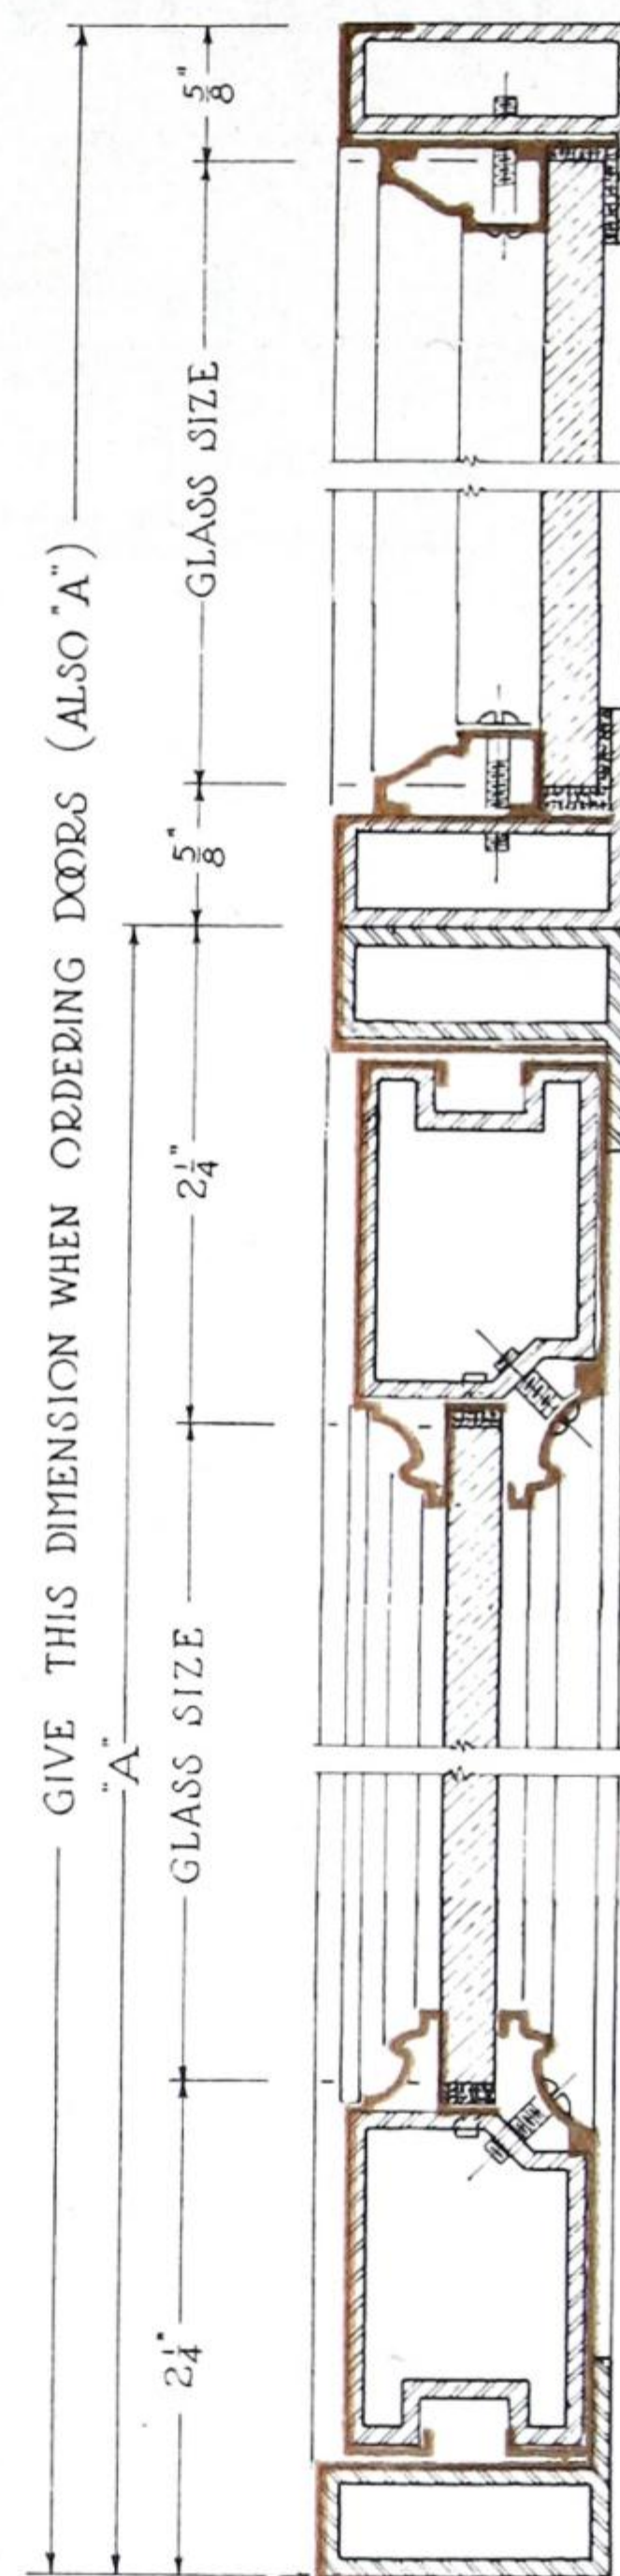 GIVE THIS DIMENSION WHEN ORDERING DOORS (ALSO "A")
"A"
2 1/4"
GLASS SIZE
2 1/4"
5/8"
GLASS SIZE
5/8"